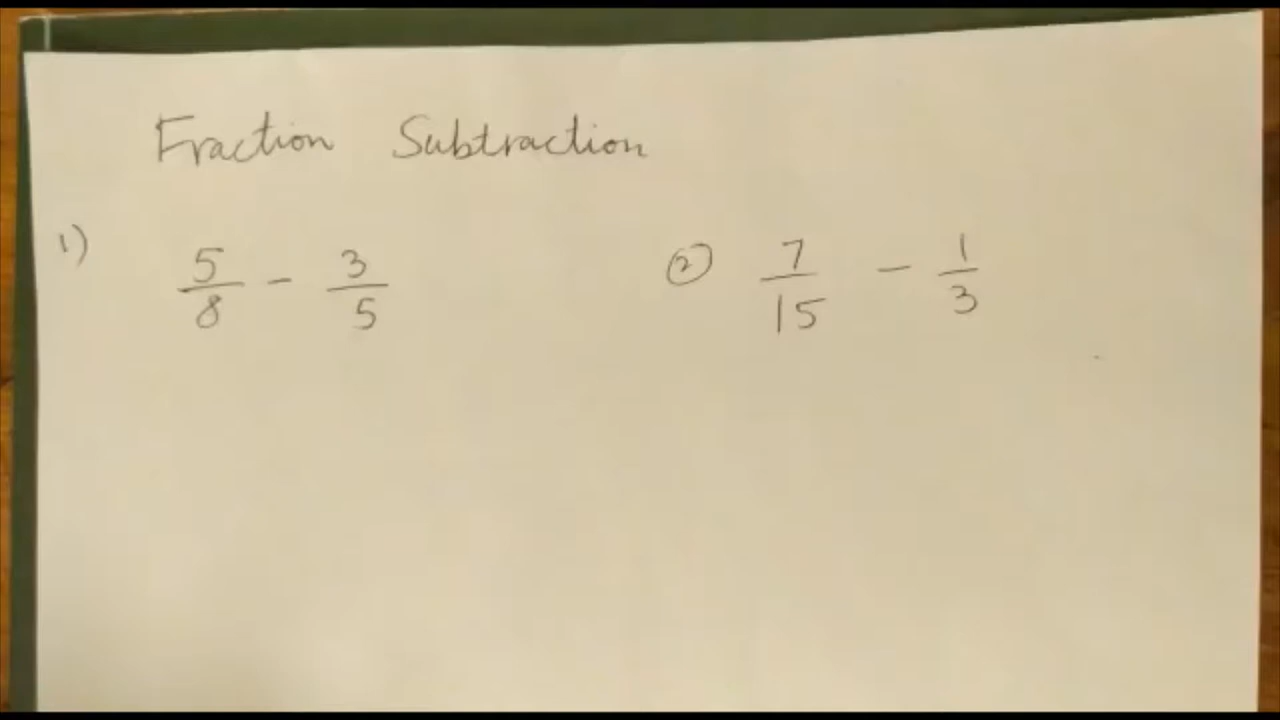 Fraction Subtraction
1) 5/8 - 3/5
② 7/15 - 1/3